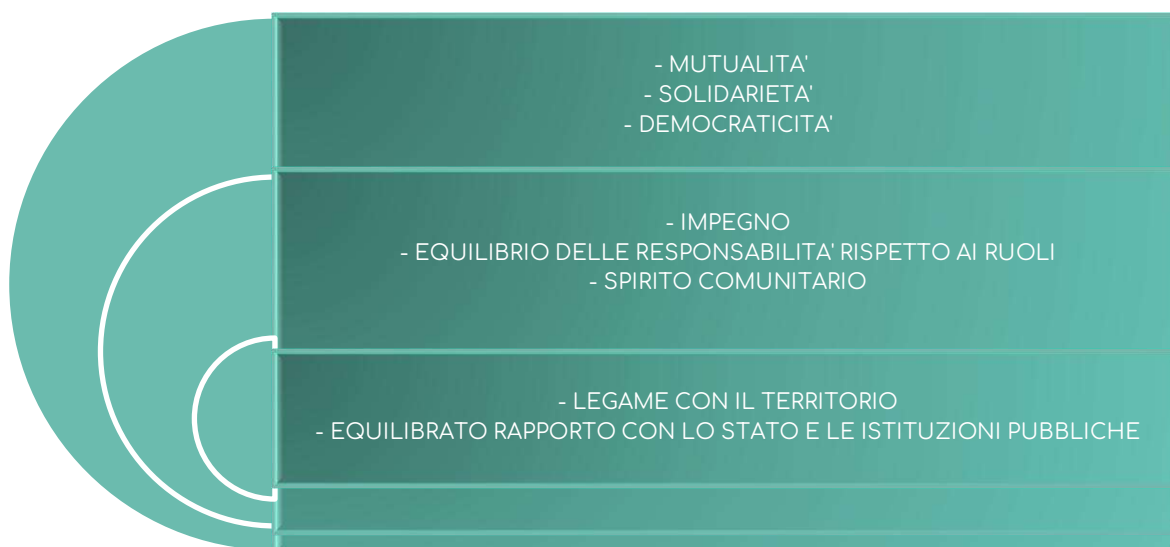 - MUTUALITA'
- SOLIDARIETA'
- DEMOCRATICITA'
- IMPEGNO
- EQUILIBRIO DELLE RESPONSABILITA' RISPETTO AI RUOLI
- SPIRITO COMUNITARIO
- LEGAME CON IL TERRITORIO
- EQUILIBRATO RAPPORTO CON LO STATO E LE ISTITUZIONI PUBBLICHE